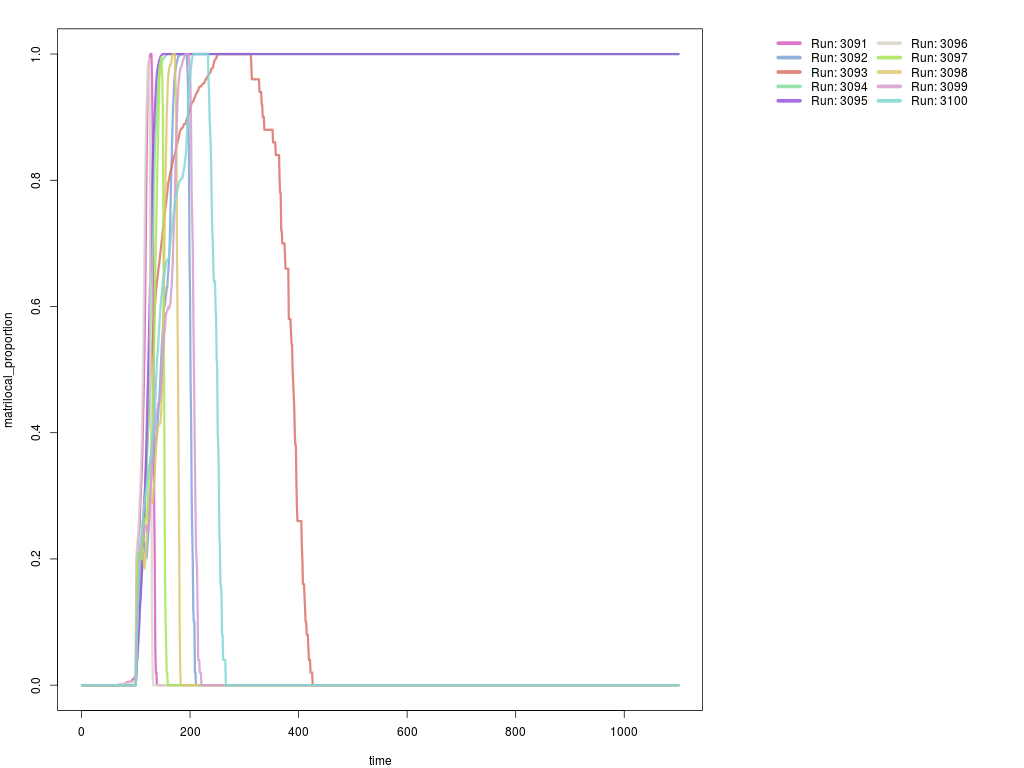 1.0
0.8
0.6
0.4
0.2
0.0
matrilocal_proportion
0 200 400 600 800 1000
time
Run: 3091 Run: 3096
Run: 3092 Run: 3097
Run: 3093 Run: 3098
Run: 3094 Run: 3099
Run: 3095 Run: 3100